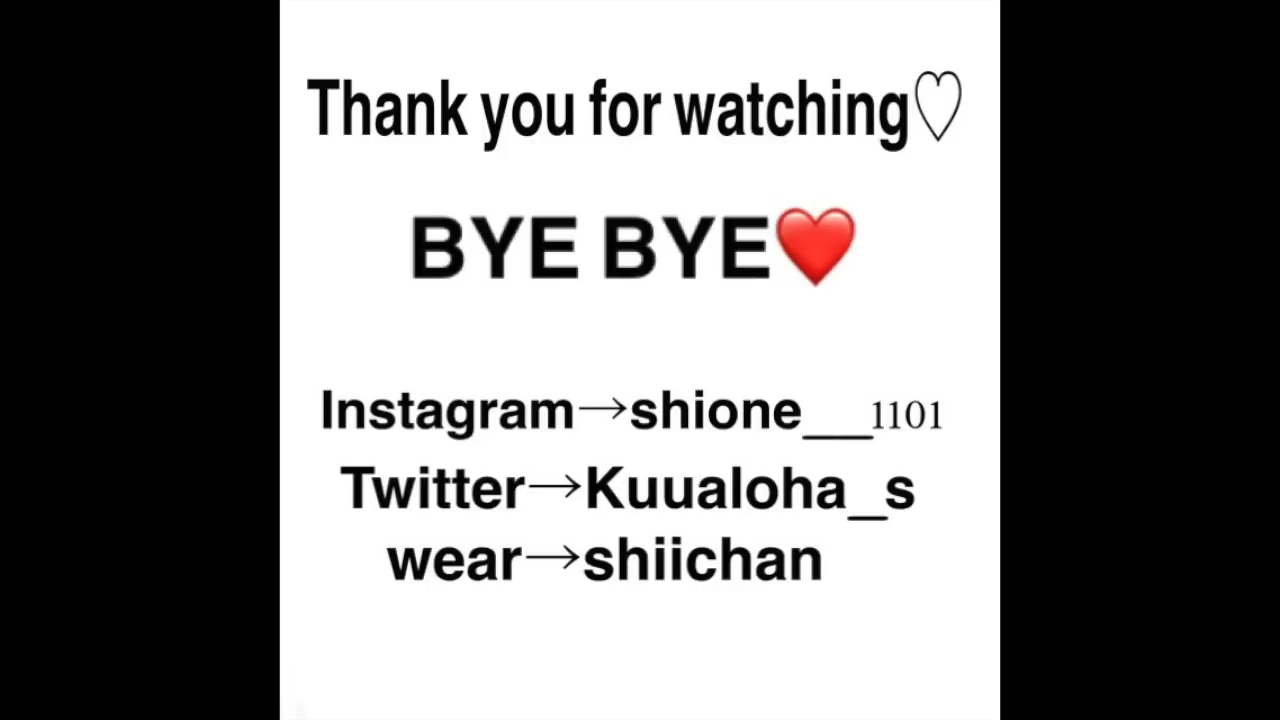 Thank you for watching♡
BYE BYE❤️
Instagram→shione__1101
Twitter→Kuualoha_s
wear→shiichan